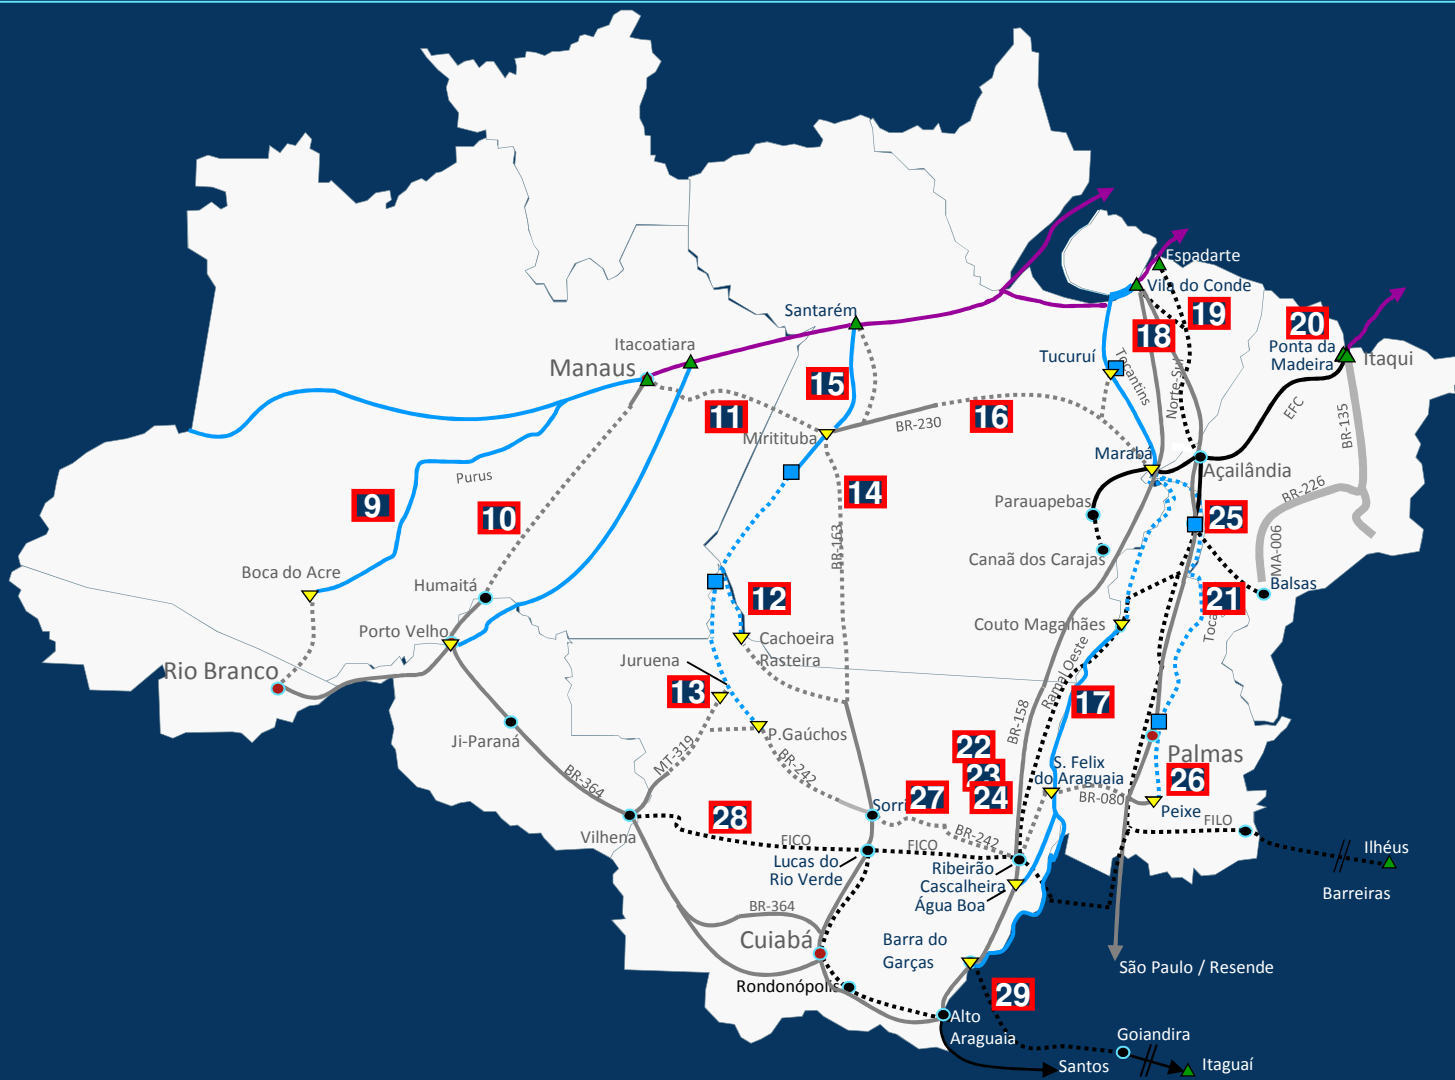 Espadarte
Vila do Conde
19
Santarém
18
20
Ponta da
Madeira
Itaqui
Itacoatiara
Manaus
Tucuruí
Tocantins
Norte-Sul
15
EFC
BR-135
11
Miritituba
BR-230
16
Marabá
Açailândia
Purus
9
10
14
Parauapebas
BR-226
25
BR-163
MA-006
Canaã dos Carajas
Boca do Acre
Humaitá
12
21
Balsas
Couto Magalhães
Porto Velho
Cachoeira
Rasteira
Rio Branco
Juruena
13
Ramal Oeste
17
BR-158
Ji-Paraná
P.Gaúchos
MT-319
BR-242
22
23
24
Palmas
S. Felix
do Araguaia
26
BR-364
27
BR-080
Peixe
28
Vilhena
FICO
FICO
BR-242
FILO
Lucas do
Rio Verde
Ribeirão
Cascalheira
Água Boa
Ilhéus
Barreiras
BR-364
Cuiabá
Barra do
Garças
São Paulo / Resende
Rondonópolis
29
Alto
Araguaia
Goiandira
Santos
Itaguaí